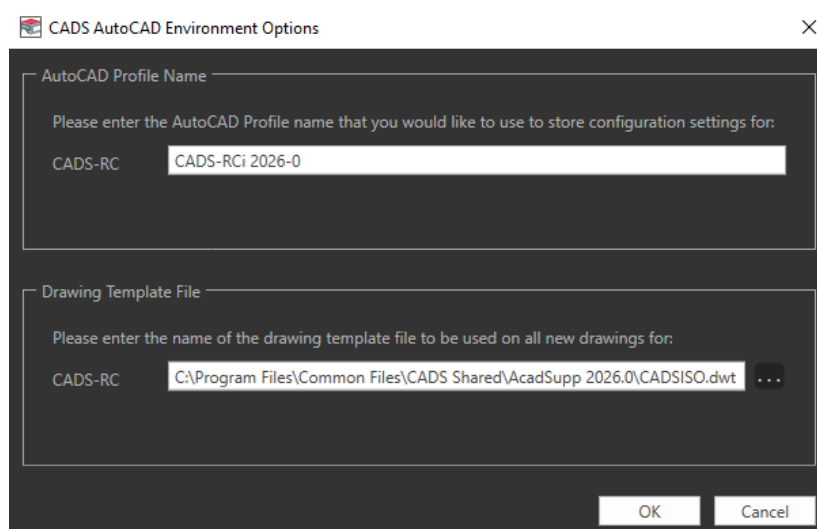 CADS AutoCAD Environment Options
AutoCAD Profile Name
Please enter the AutoCAD Profile name that you would like to use to store configuration settings for:
CADS-RC
CADS-RCi 2026-0
Drawing Template File
Please enter the name of the drawing template file to be used on all new drawings for:
CADS-RC
C:\Program Files\Common Files\CADS Shared\AcadSupp 2026.0\CADSISO.dwt
...
OK
Cancel